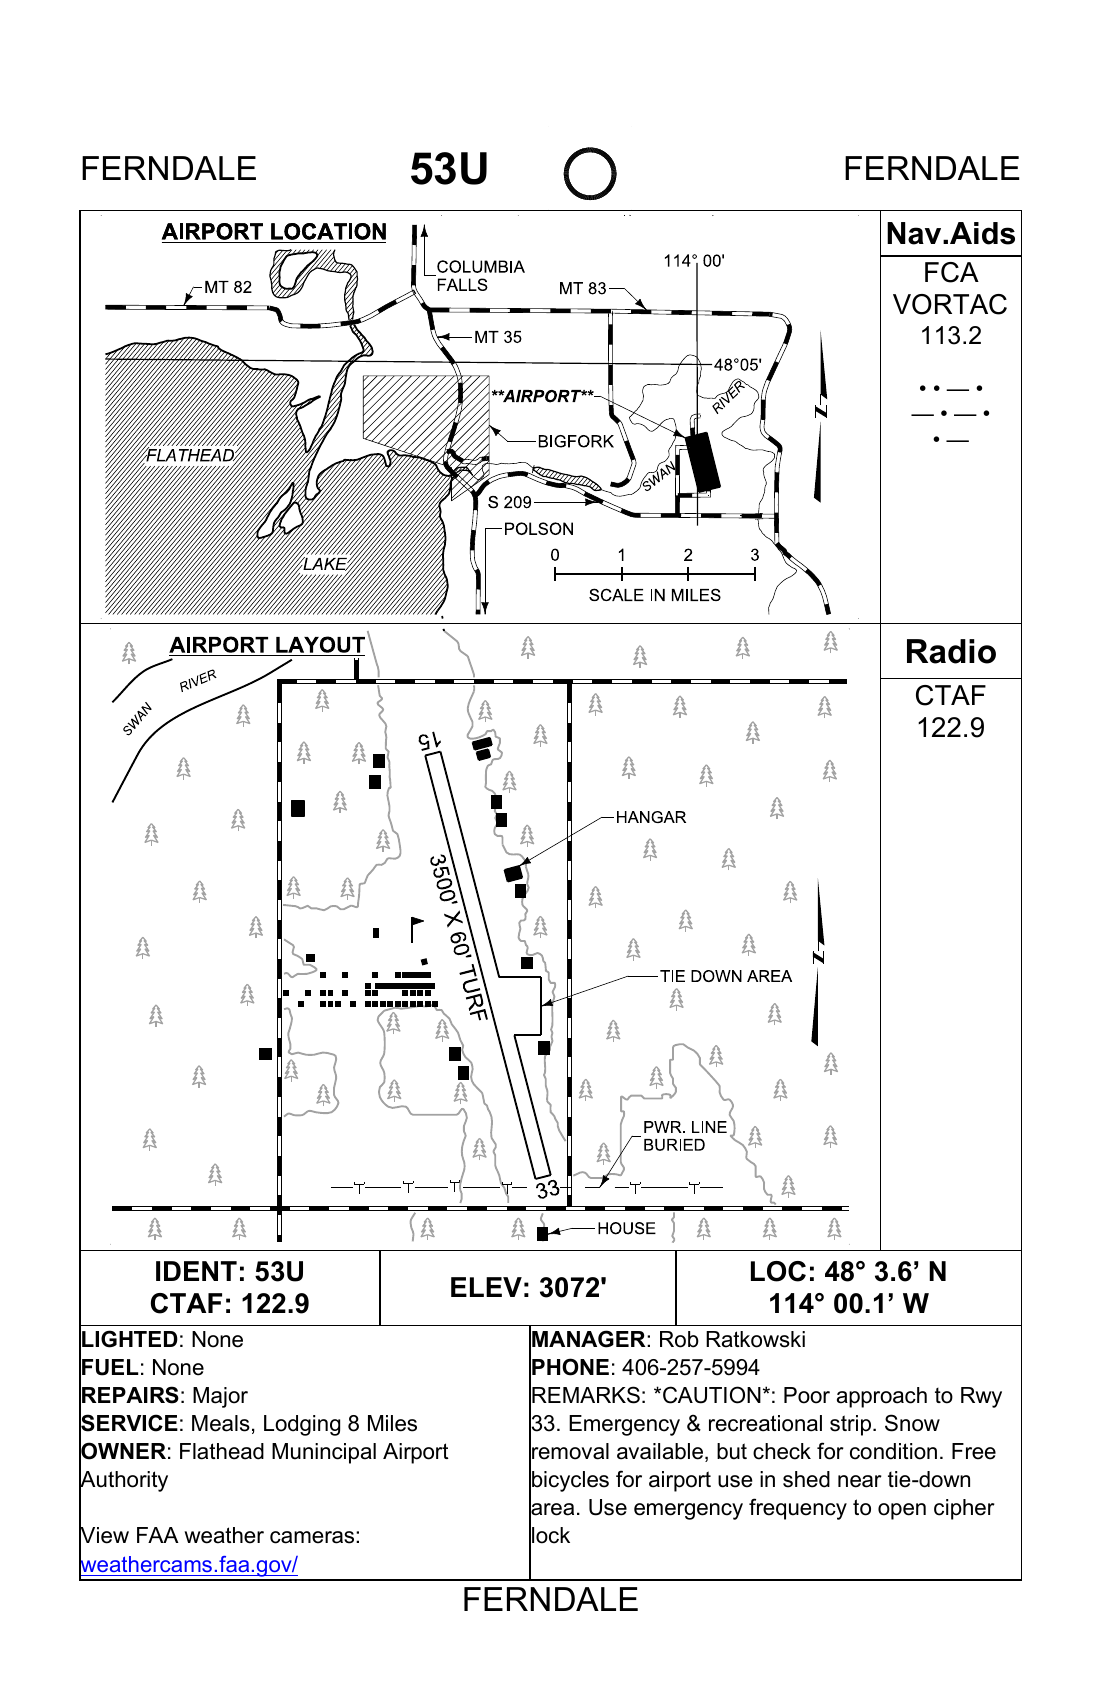 FERNDALE 53U FERNDALE
AIRPORT LOCATION
COLUMBIA
FALLS
114° 00'
MT 82
MT 83
MT 35
48°05'
**AIRPORT**
RIVER
BIGFORK
FLATHEAD
SWAN
S 209
POLSON
LAKE
0 1 2 3
SCALE IN MILES
N
Nav.Aids
FCA
VORTAC
113.2
• • — •
— • — •
• —
AIRPORT LAYOUT
SWAN
RIVER
15
HANGAR
3500' X 60' TURF
TIE DOWN AREA
N
PWR. LINE
BURIED
33
HOUSE
Radio
CTAF
122.9
IDENT: 53U
CTAF: 122.9
ELEV: 3072'
LOC: 48° 3.6’ N
114° 00.1’ W
LIGHTED: None
FUEL: None
REPAIRS: Major
SERVICE: Meals, Lodging 8 Miles
OWNER: Flathead Munincipal Airport
Authority
View FAA weather cameras:
weathercams.faa.gov/
MANAGER: Rob Ratkowski
PHONE: 406-257-5994
REMARKS: *CAUTION*: Poor approach to Rwy
33. Emergency & recreational strip. Snow
removal available, but check for condition. Free
bicycles for airport use in shed near tie-down
area. Use emergency frequency to open cipher
lock
FERNDALE